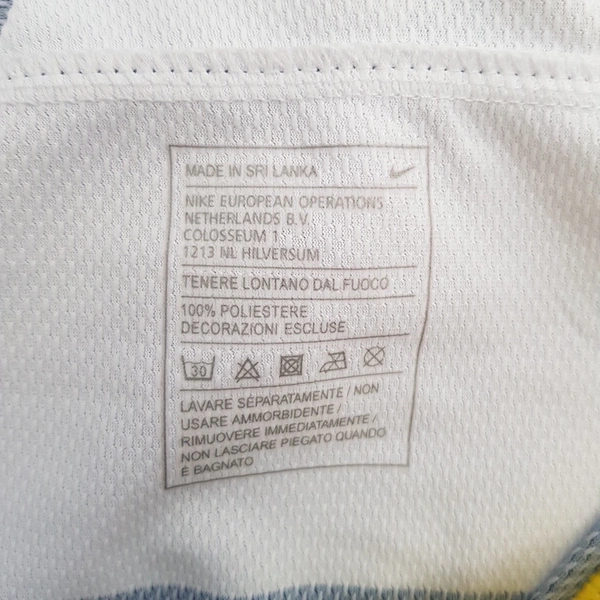 MADE IN SRI LANKA
NIKE EUROPEAN OPERATIONS
NETHERLANDS B.V.
COLOSSEUM 1
1213 NL HILVERSUM
TENERE LONTANO DAL FUOCO
100% POLIESTERE
DECORAZIONI ESCLUSE
30
LAVARE SEPARATAMENTE / NON
USARE AMMORBIDENTE /
RIMUOVERE IMMEDIATAMENTE /
NON LASCIARE PIEGATO QUANDO
È BAGNATO